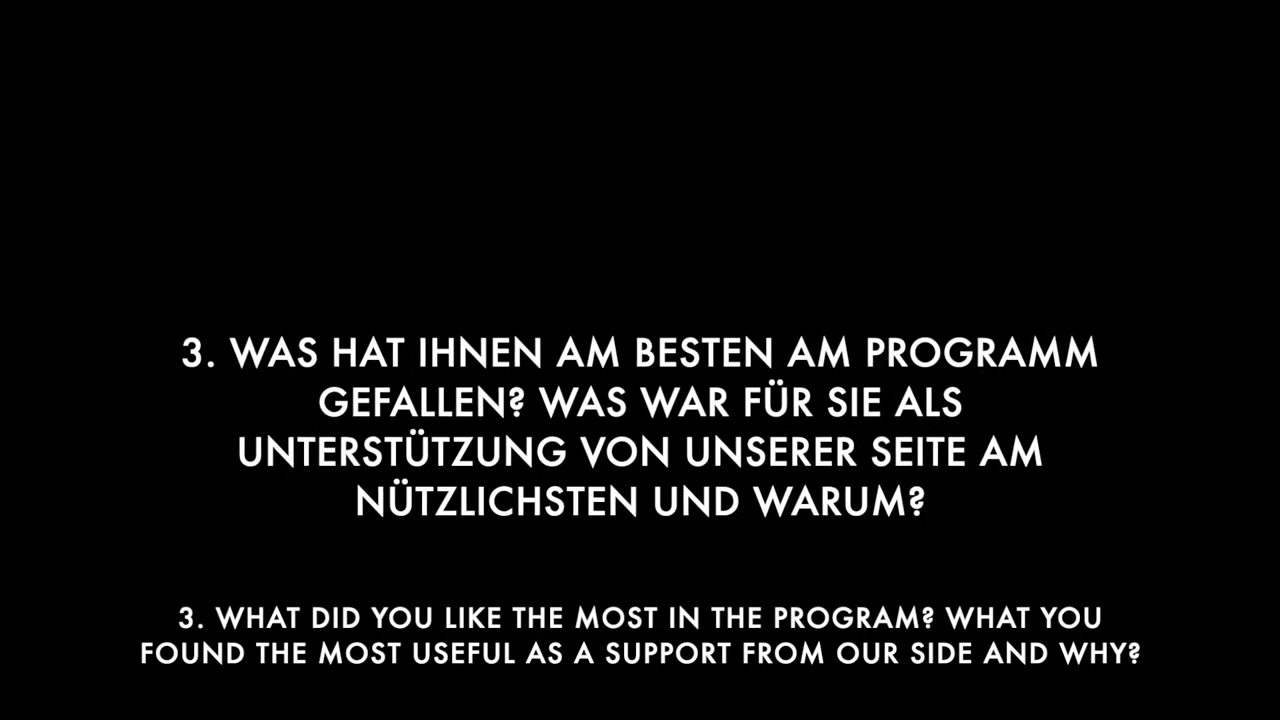 3. WAS HAT IHNEN AM BESTEN AM PROGRAMM
GEFALLEN? WAS WAR FÜR SIE ALS
UNTERSTÜTZUNG VON UNSERER SEITE AM
NÜTZLICHSTEN UND WARUM?
3. WHAT DID YOU LIKE THE MOST IN THE PROGRAM? WHAT YOU
FOUND THE MOST USEFUL AS A SUPPORT FROM OUR SIDE AND WHY?